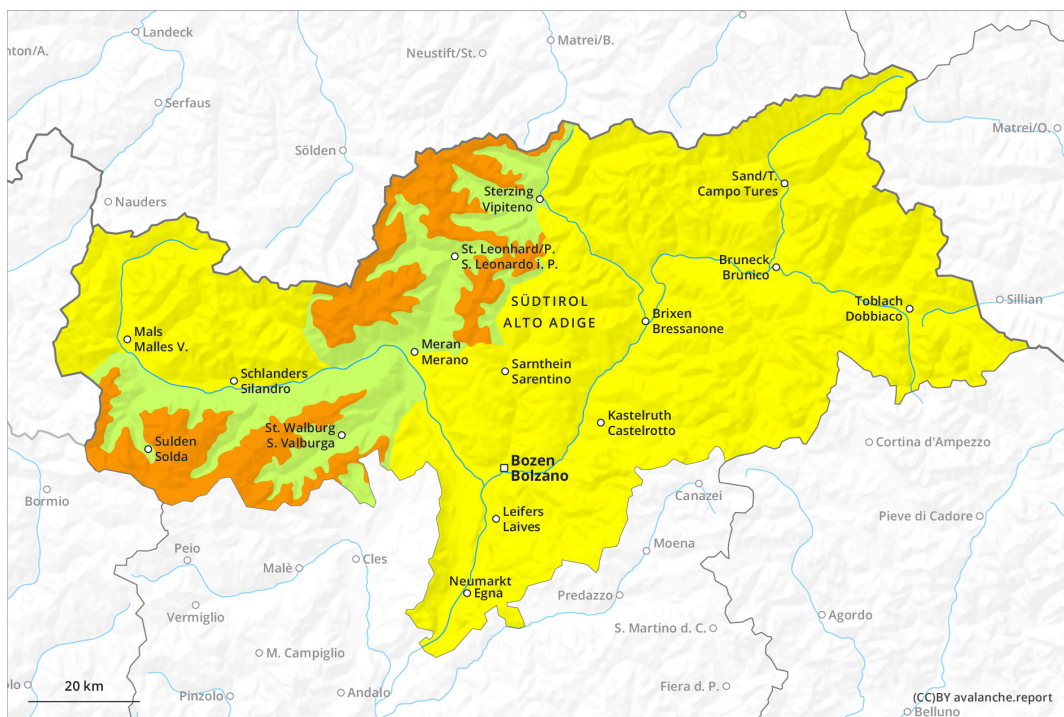 Landeck
nton/A.
Neustift/St.
Matrei/B.
Serfaus
Matrei/O.
Sölden
Nauders
Sand/T.
Campo Tures
Sterzing
Vipiteno
St. Leonhard/P.
S. Leonardo i. P.
Bruneck
Brunico
SÜDTIROL
ALTO ADIGE
Toblach
Dobbiaco
Sillian
Brixen
Bressanone
Mals
Malles V.
Meran
Merano
Sarnthein
Sarentino
Schlanders
Silandro
Kastelruth
Castelrotto
St. Walburg
S. Valburga
Sulden
Solda
Cortina d'Ampezzo
Bozen
Bolzano
Bormio
Canazei
Leifers
Laives
Pieve di Cadore
Peio
Moena
Cles
Malè
Neumarkt
Egna
Predazzo
Vermiglio
Agordo
S. Martino d. C.
M. Campiglio
olo
20 km
Pinzolo
Andalo
Fiera d. P.
(CC)BY avalanche.report
Belluno